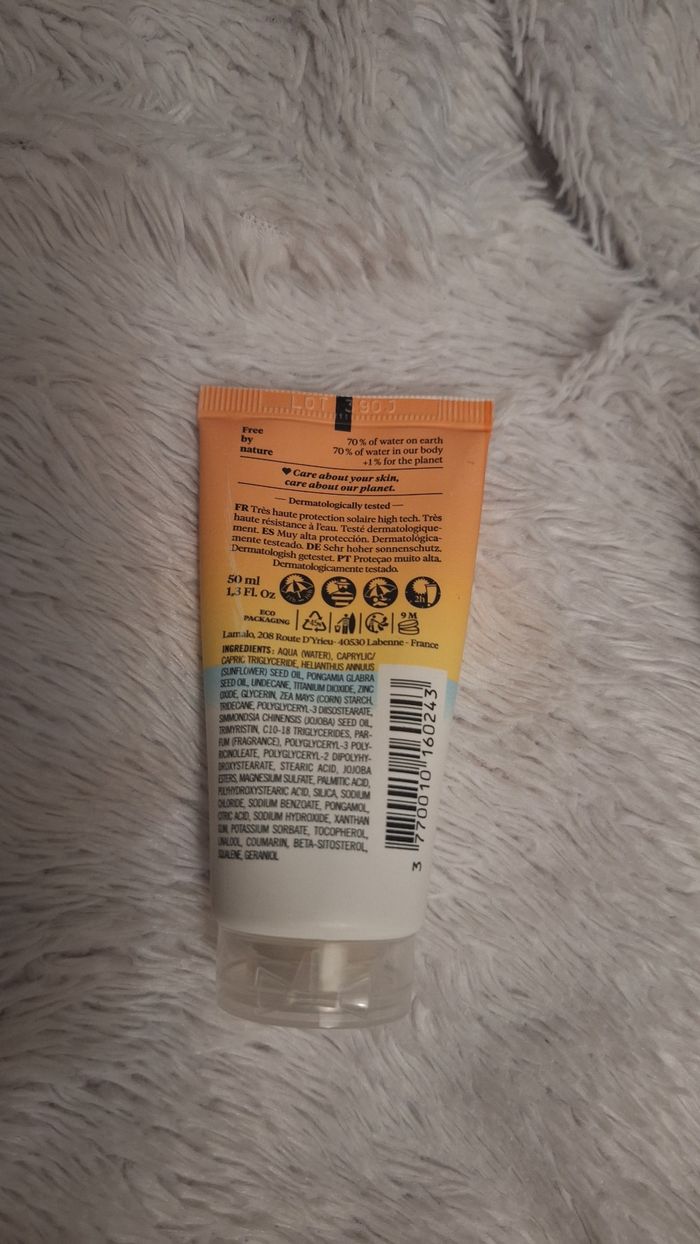 LOT 3903
Free
by
nature
70% of water on earth
70% of water in our body
+1% for the planet
Care about your skin,
care about our planet.
— Dermatologically tested —
FR Très haute protection solaire high tech. Très
haute résistance à l'eau. Testé dermatologique-
ment. ES Muy alta protección. Dermatológica-
mente testeado. DE Sehr hoher sonnenschutz.
Dermatologish getestet. PT Proteçao muito alta.
Dermatologicamente testado.
50 ml
1,3 Fl. Oz
2h
ECO
PACKAGING
9 M
Lamalo, 208 Route D'Yrieu- 40530 Labenne - France
INGREDIENTS: AQUA (WATER), CAPRYLIC/
CAPRIC TRIGLYCERIDE, HELIANTHUS ANNUUS
(SUNFLOWER) SEED OIL, PONGAMIA GLABRA
SEED OIL, UNDECANE, TITANIUM DIOXIDE, ZINC
OXIDE, GLYCERIN, ZEA MAYS (CORN) STARCH,
TRIDECANE, POLYGLYCERYL-3 DIISOSTEARATE,
SIMMONDSIA CHINENSIS (JOJOBA) SEED OIL,
TRIMYRISTIN, C10-18 TRIGLYCERIDES, PAR-
FUM (FRAGRANCE), POLYGLYCERYL-3 POLY-
RICINOLEATE, POLYGLYCERYL-2 DIPOLYHY-
DROXYSTEARATE, STEARIC ACID, JOJOBA
ESTERS, MAGNESIUM SULFATE, PALMITIC ACID,
POLYHYDROXYSTEARIC ACID, SILICA, SODIUM
CHLORIDE, SODIUM BENZOATE, PONGAMOL,
CITRIC ACID, SODIUM HYDROXIDE, XANTHAN
GUM, POTASSIUM SORBATE, TOCOPHEROL,
LINALOOL, COUMARIN, BETA-SITOSTEROL,
SQUALENE, GERANIOL
3 770010 160243